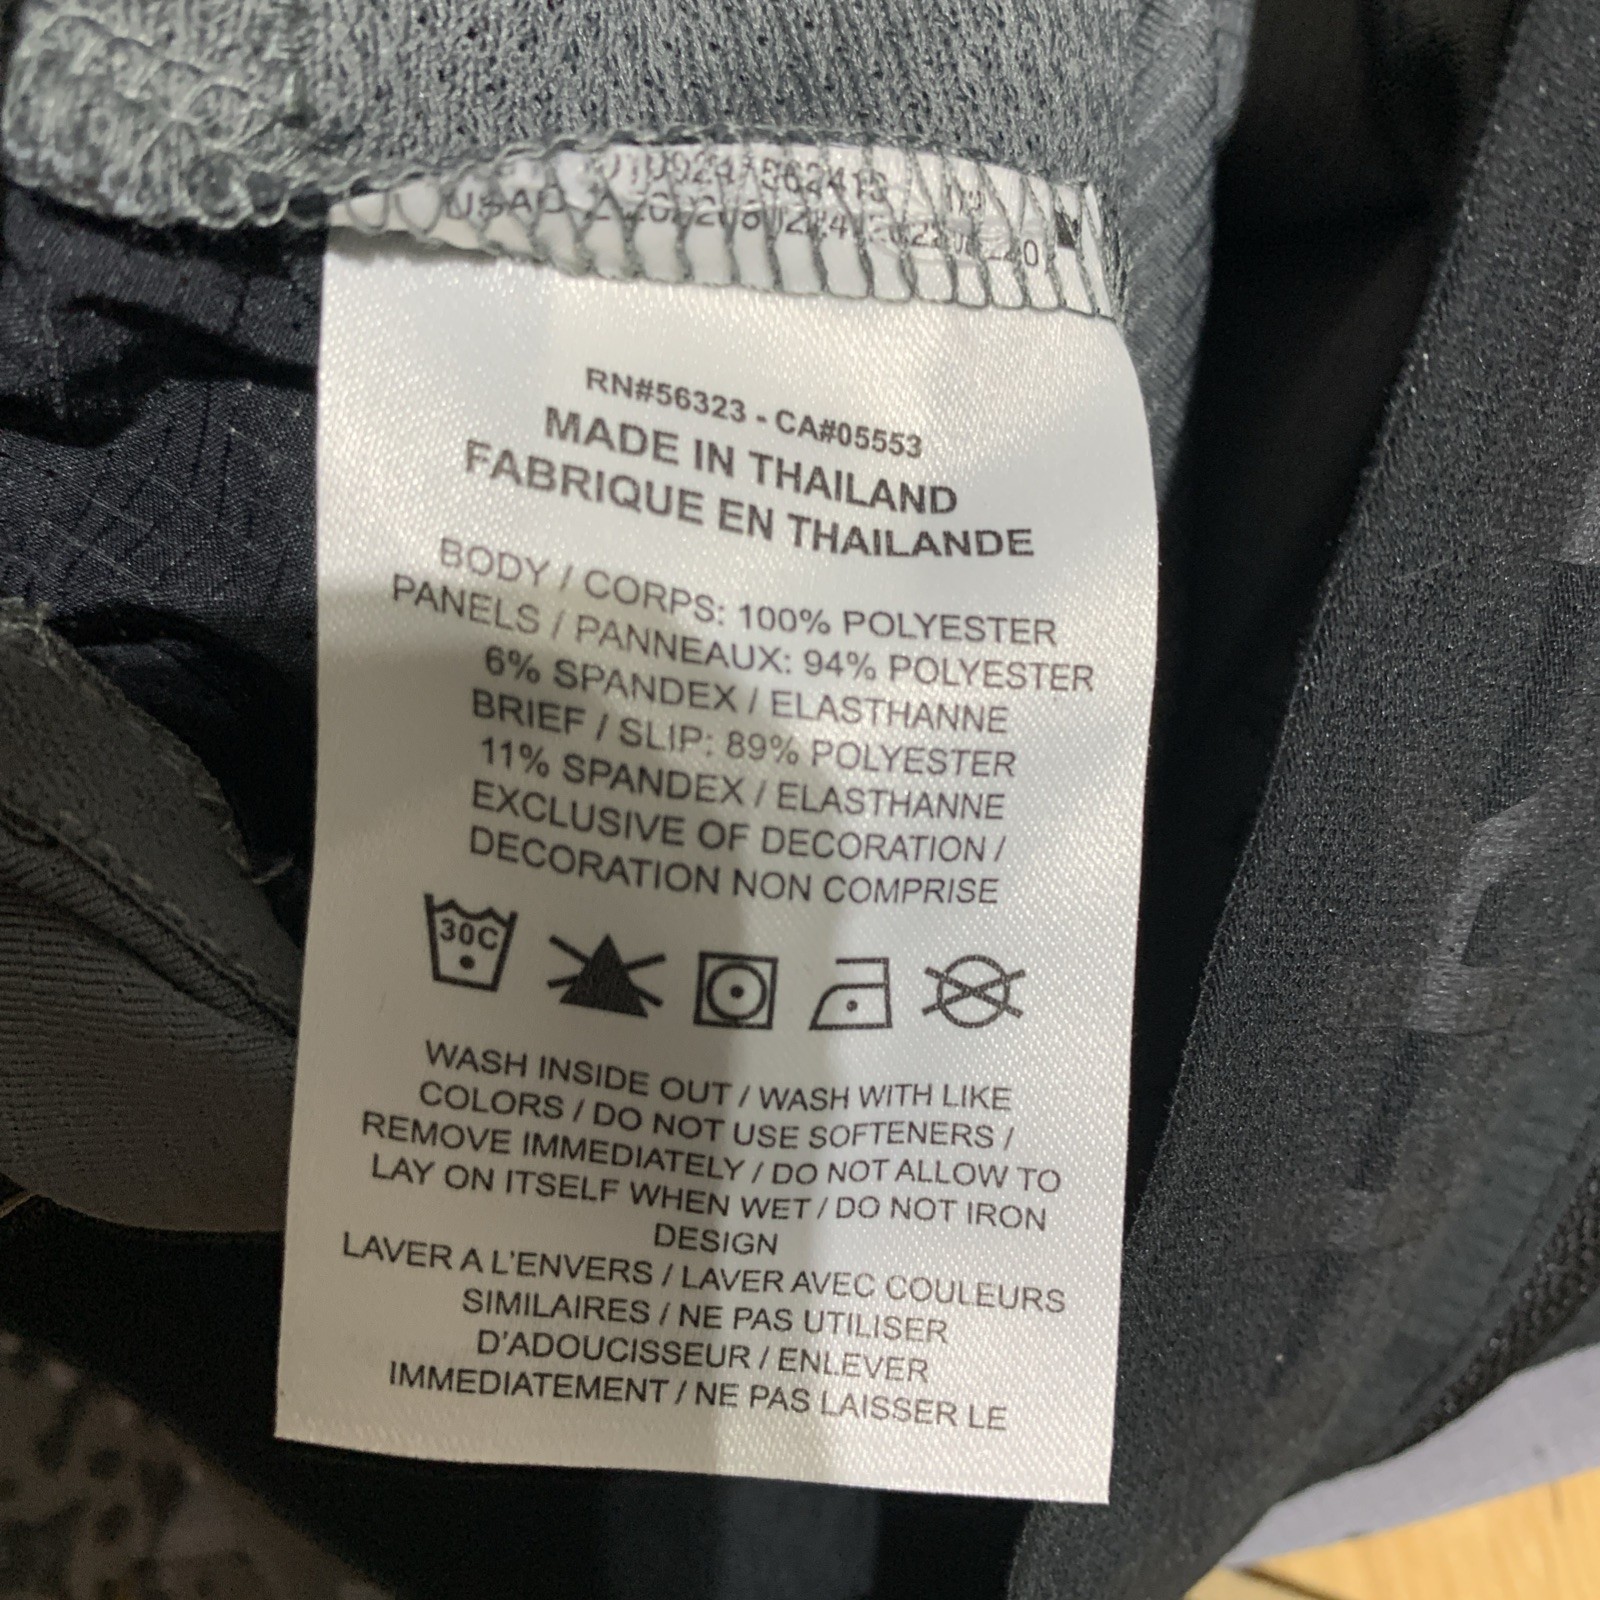 RN#56323 - CA#05553
MADE IN THAILAND
FABRIQUE EN THAILANDE
BODY / CORPS: 100% POLYESTER
PANELS / PANNEAUX: 94% POLYESTER
6% SPANDEX / ELASTHANNE
BRIEF / SLIP: 89% POLYESTER
11% SPANDEX / ELASTHANNE
EXCLUSIVE OF DECORATION /
DECORATION NON COMPRISE
30C
WASH INSIDE OUT / WASH WITH LIKE
COLORS / DO NOT USE SOFTENERS /
REMOVE IMMEDIATELY / DO NOT ALLOW TO
LAY ON ITSELF WHEN WET / DO NOT IRON
DESIGN
LAVER A L'ENVERS / LAVER AVEC COULEURS
SIMILAIRES / NE PAS UTILISER
D'ADOUCISSEUR / ENLEVER
IMMEDIATEMENT / NE PAS LAISSER LE